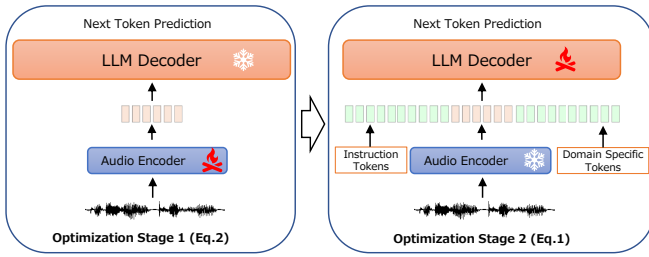 Next Token Prediction
LLM Decoder
Audio Encoder
Optimization Stage 1 (Eq.2)
Next Token Prediction
LLM Decoder
Instruction
Tokens
Audio Encoder
Domain Specific
Tokens
Optimization Stage 2 (Eq.1)